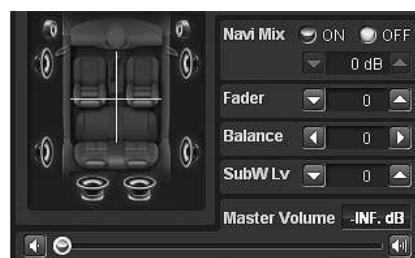 Navi Mix ON OFF
0 dB
Fader 0
Balance 0
SubW Lv 0
Master Volume -INF. dB